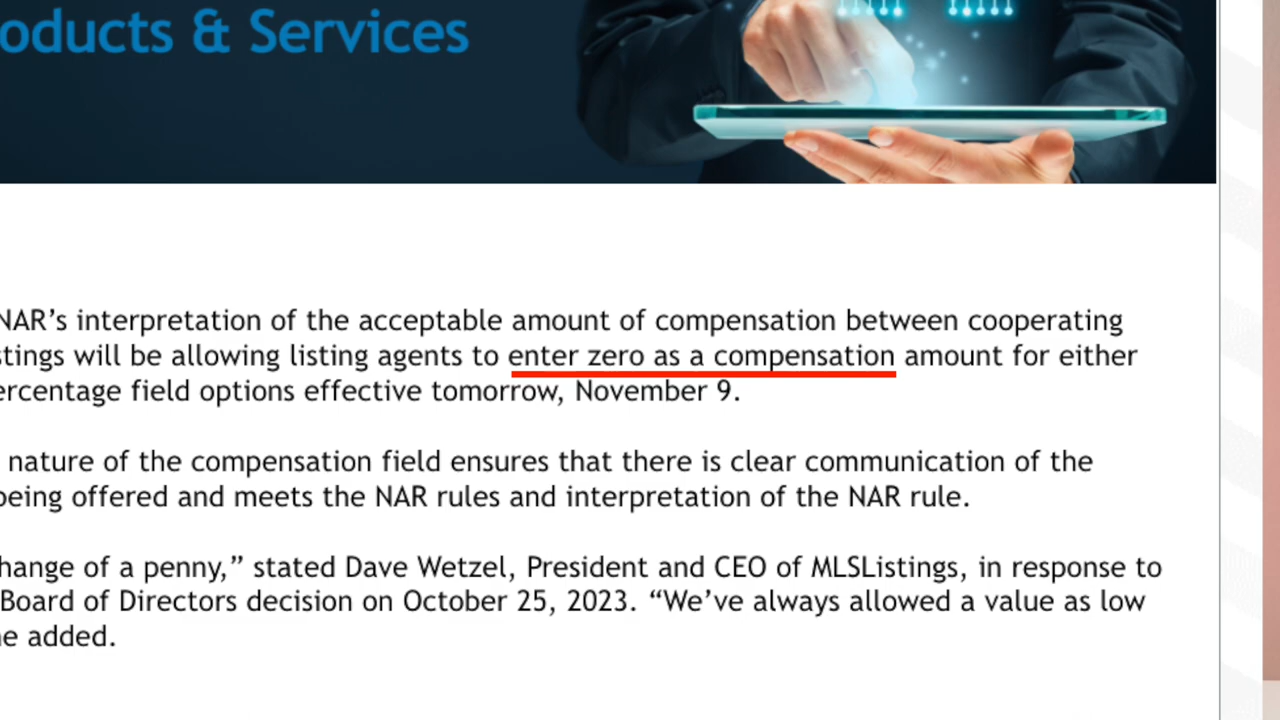 oducts & Services
NAR’s interpretation of the acceptable amount of compensation between cooperating
stings will be allowing listing agents to enter zero as a compensation amount for either
ercentage field options effective tomorrow, November 9.
nature of the compensation field ensures that there is clear communication of the
being offered and meets the NAR rules and interpretation of the NAR rule.
hange of a penny,” stated Dave Wetzel, President and CEO of MLSListings, in response to
Board of Directors decision on October 25, 2023. “We’ve always allowed a value as low
he added.